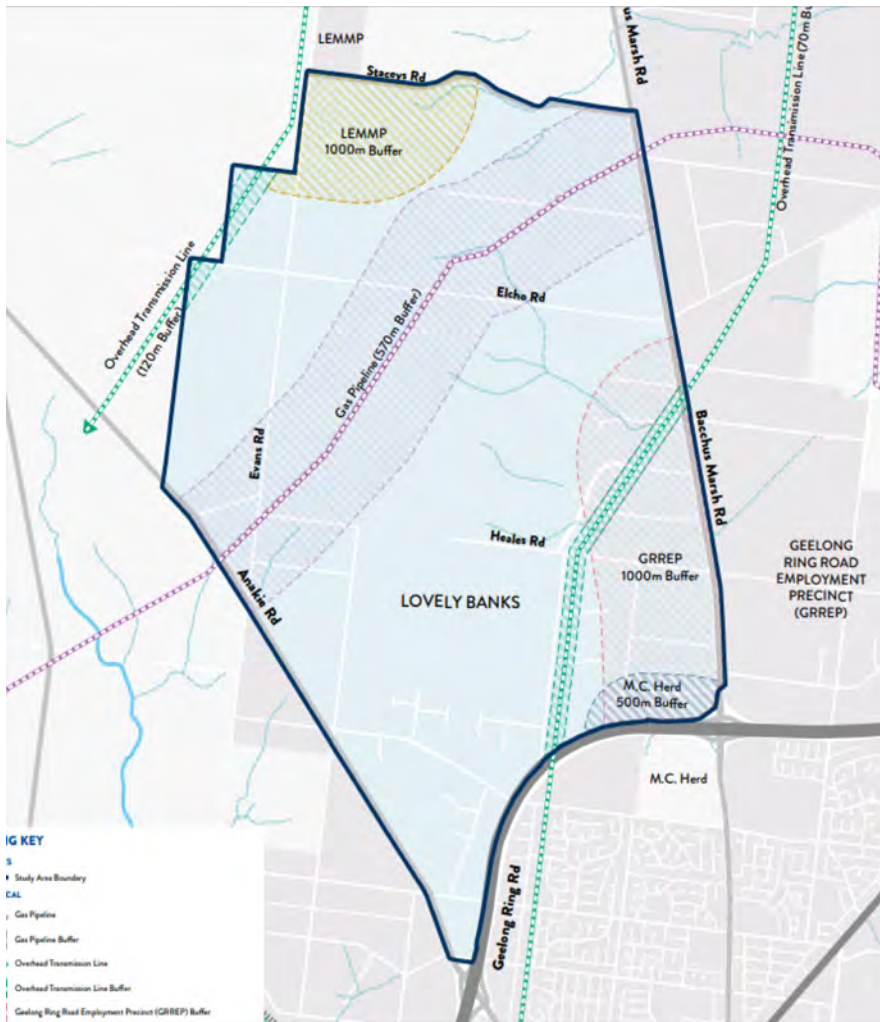 LEMMP
us Marsh Rd
Staceys Rd
Overhead Transimission Line (70m Bu
LEMMP
1000m Buffer
Overhead Transmission Line
(120m Buffer)
Elcho Rd
Gas Pipeline (570m Buffer)
Evans Rd
Bacchus Marsh Rd
Heales Rd
GRREP
1000m Buffer
GEELONG
RING ROAD
EMPLOYMENT
PRECINCT
(GRREP)
Anakie Rd
LOVELY BANKS
M.C. Herd
500m Buffer
M.C. Herd
Geelong Ring Rd
IG KEY
S
Study Area Boundary
CAL
Gas Pipeline
Gas Pipeline Buffer
Overhead Transmission Line
Overhead Transmission Line Buffer
Geelong Ring Road Employment Precinct (GRREP) Buffer